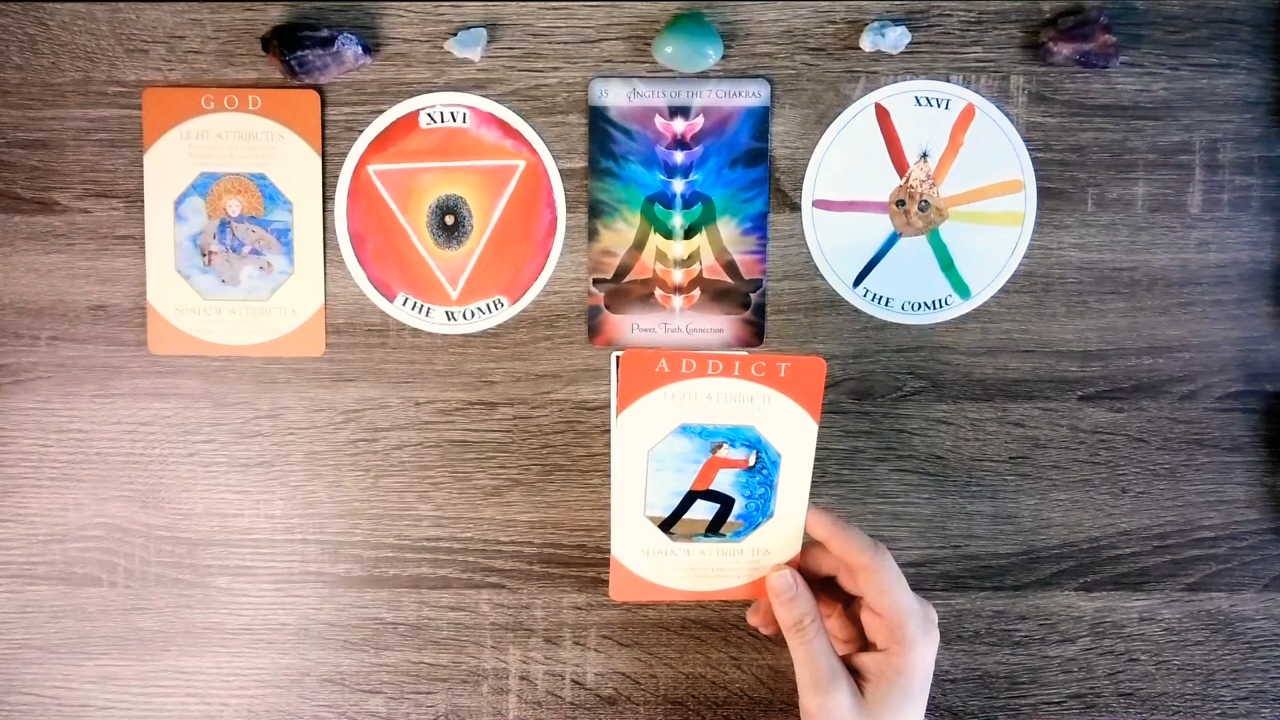 GOD
LIGHT ATTRIBUTES
SHADOW ATTRIBUTES
XLVI
THE WOMB
35 ANGELS OF THE 7 CHAKRAS
Power, Truth, Connection
XXVI
THE COMIC
ADDICT
LIGHT ATTRIBUTE
SHADOW ATTRIBUTES